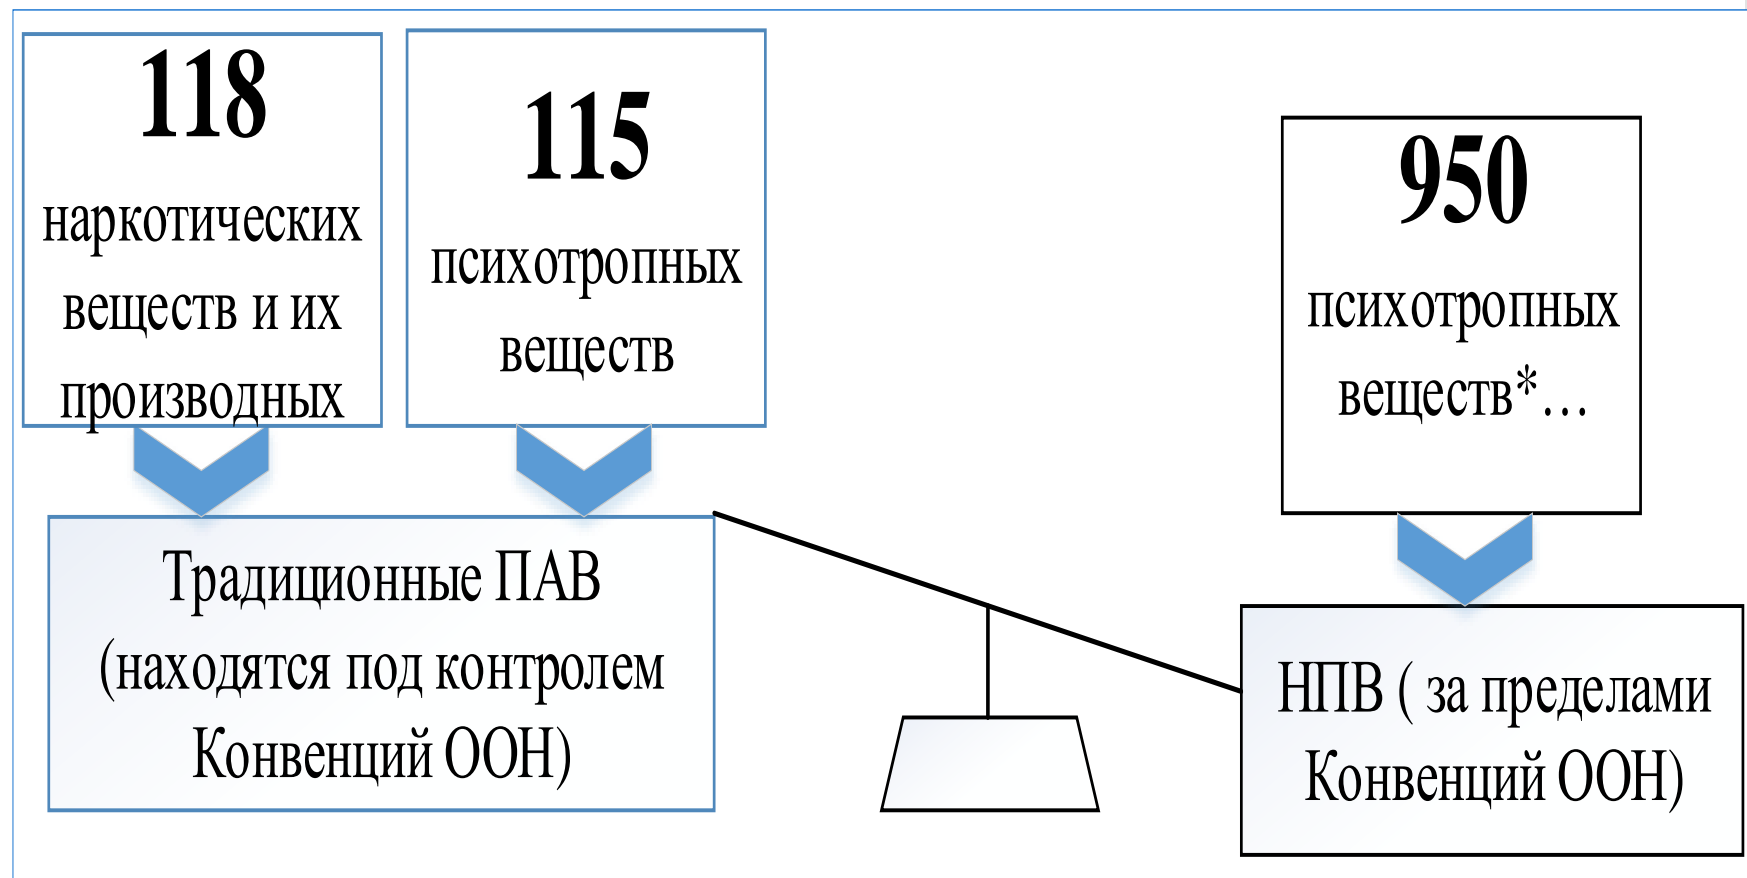 118
наркотических
веществ и их
производных
115
психотропных
веществ
950
психотропных
веществ*…
Традиционные ПАВ
(находятся под контролем
Конвенций ООН)
НПВ ( за пределами
Конвенций ООН)